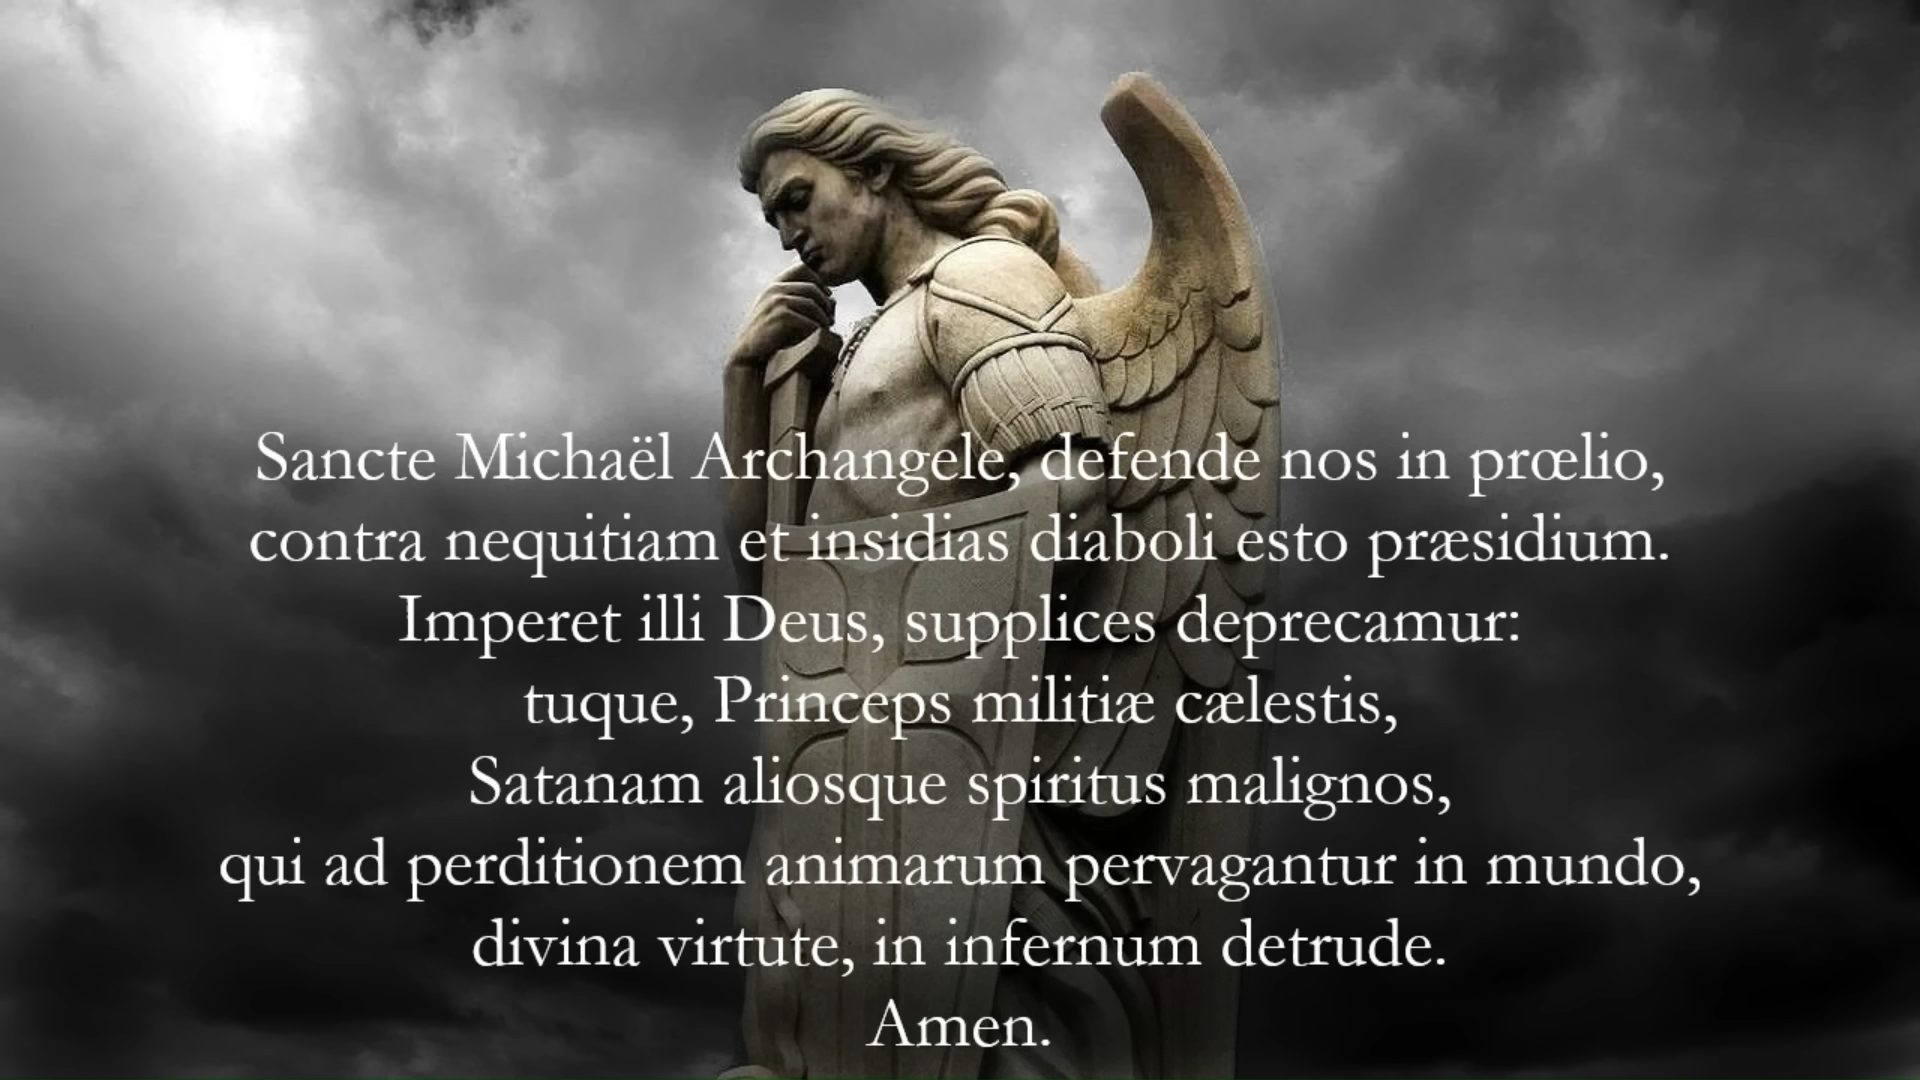 Sancte Michaël Archangele, defende nos in prœlio,
contra nequitiam et insidias diaboli esto præsidium.
Imperet illi Deus, supplices deprecamur:
tuque, Princeps militiæ cælestis,
Satanam aliosque spiritus malignos,
qui ad perditionem animarum pervagantur in mundo,
divina virtute, in infernum detrude.
Amen.